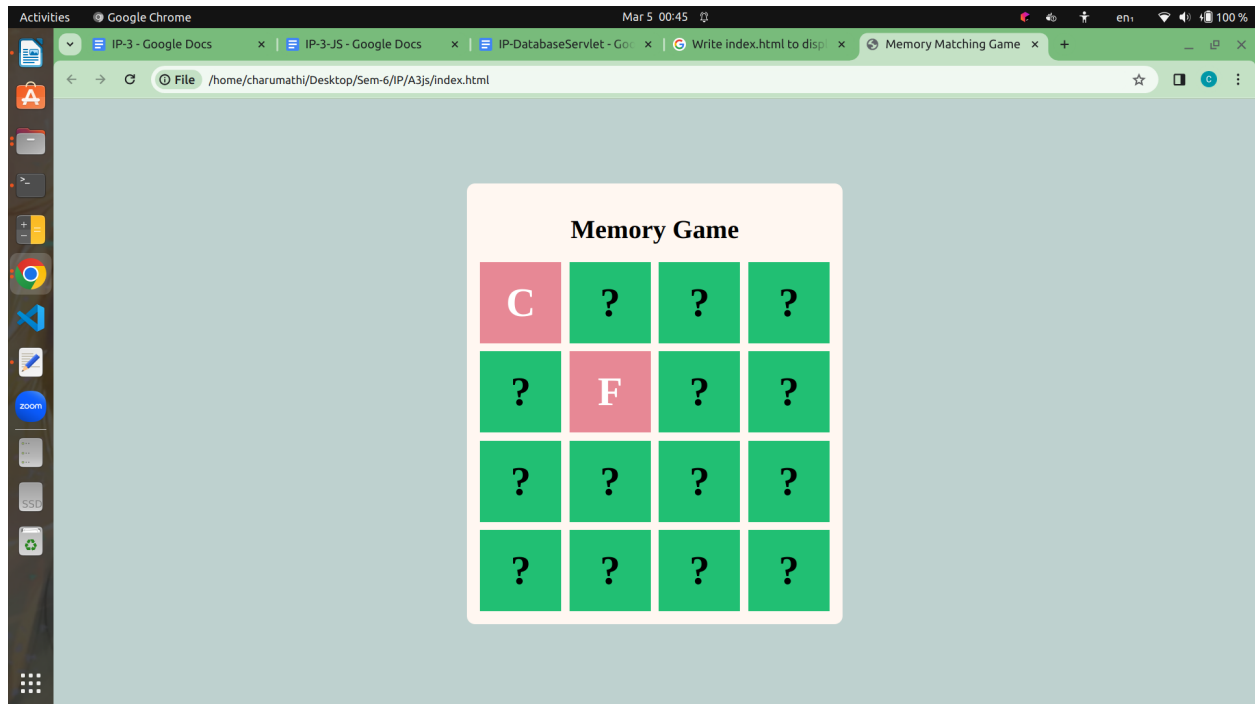 Activities Google Chrome Mar 5 00:45 en₁ 100 %
IP-3 - Google Docs × IP-3-JS - Google Docs × IP-DatabaseServlet - Goo × Write index.html to disp × Memory Matching Game × +
File /home/charumathi/Desktop/Sem-6/IP/A3js/index.html C
Memory Game
C ? ? ?
? F ? ?
? ? ? ?
? ? ? ?
zoom
SSD